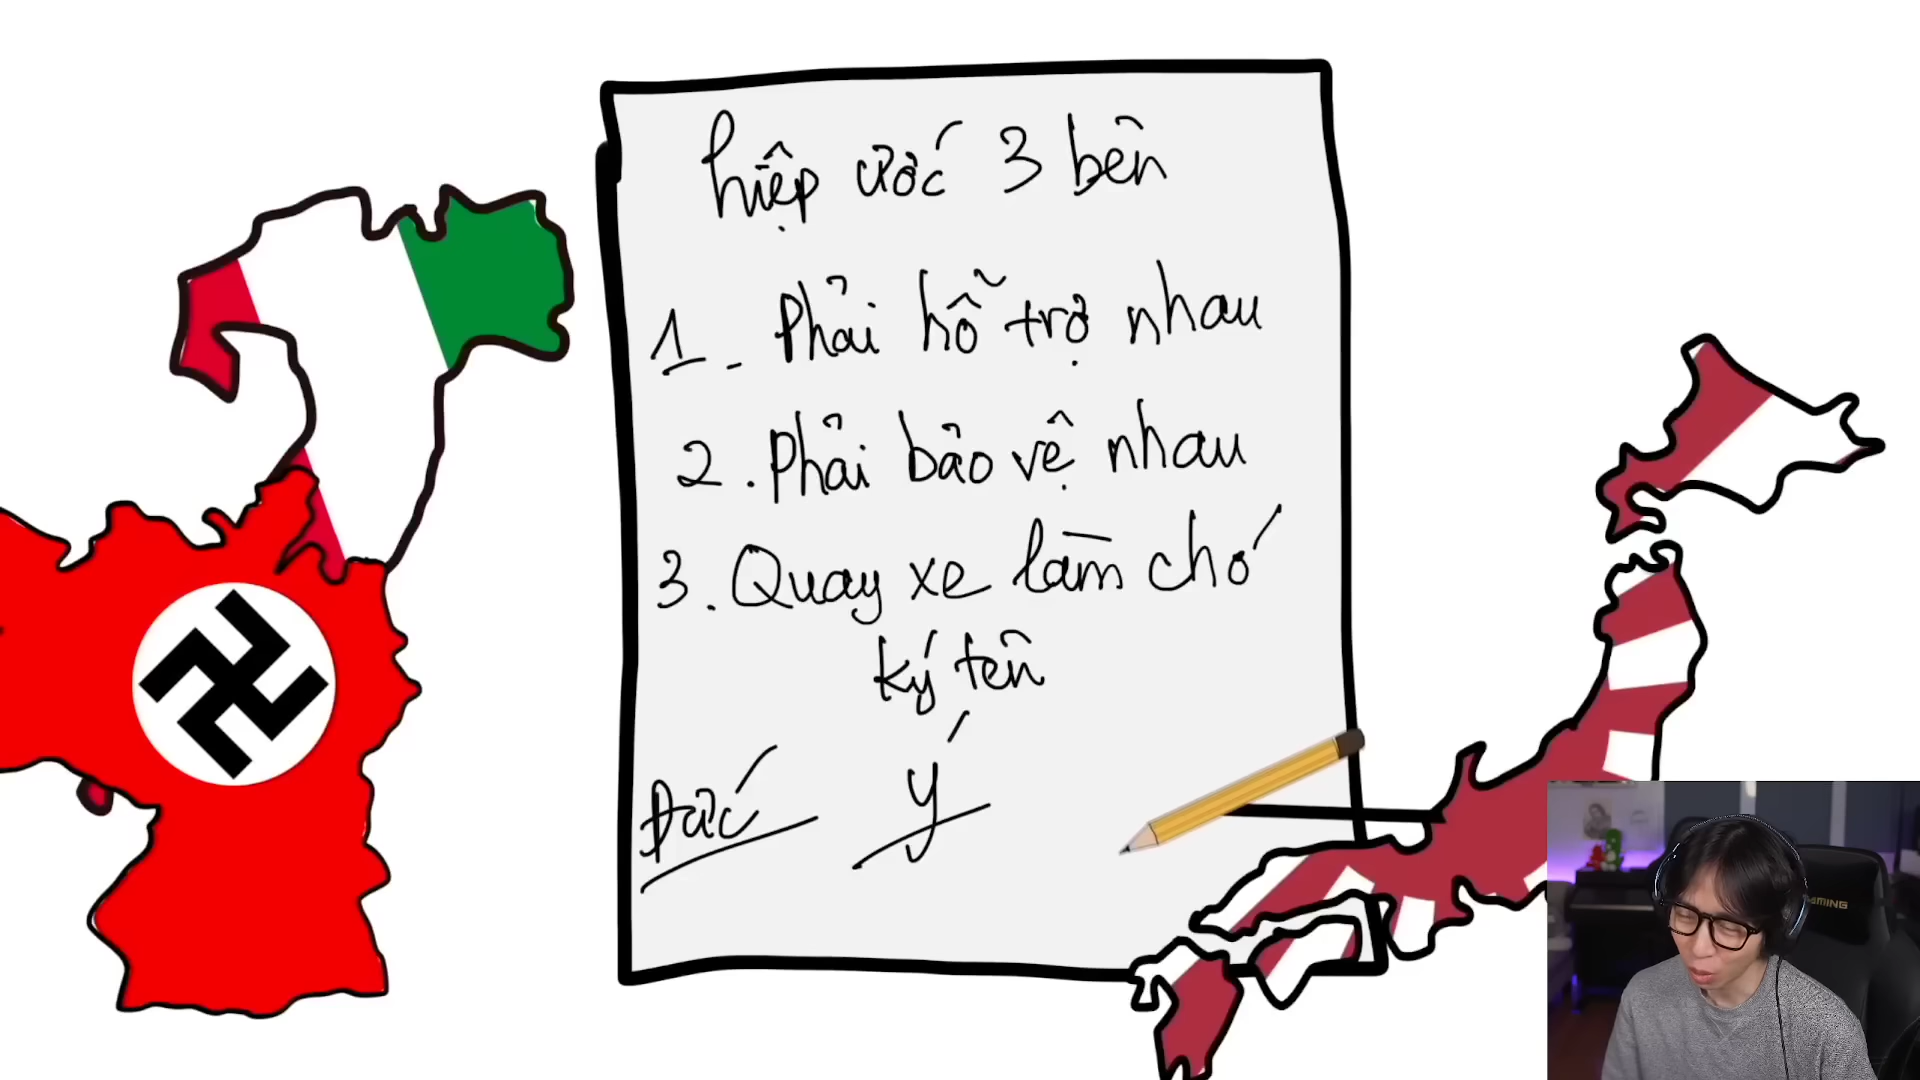 hiệp ước 3 bên
1. Phải hỗ trợ nhau
2. Phải bảo vệ nhau
3. Quay xe làm chó
ký tên
Đức ý
GAMING